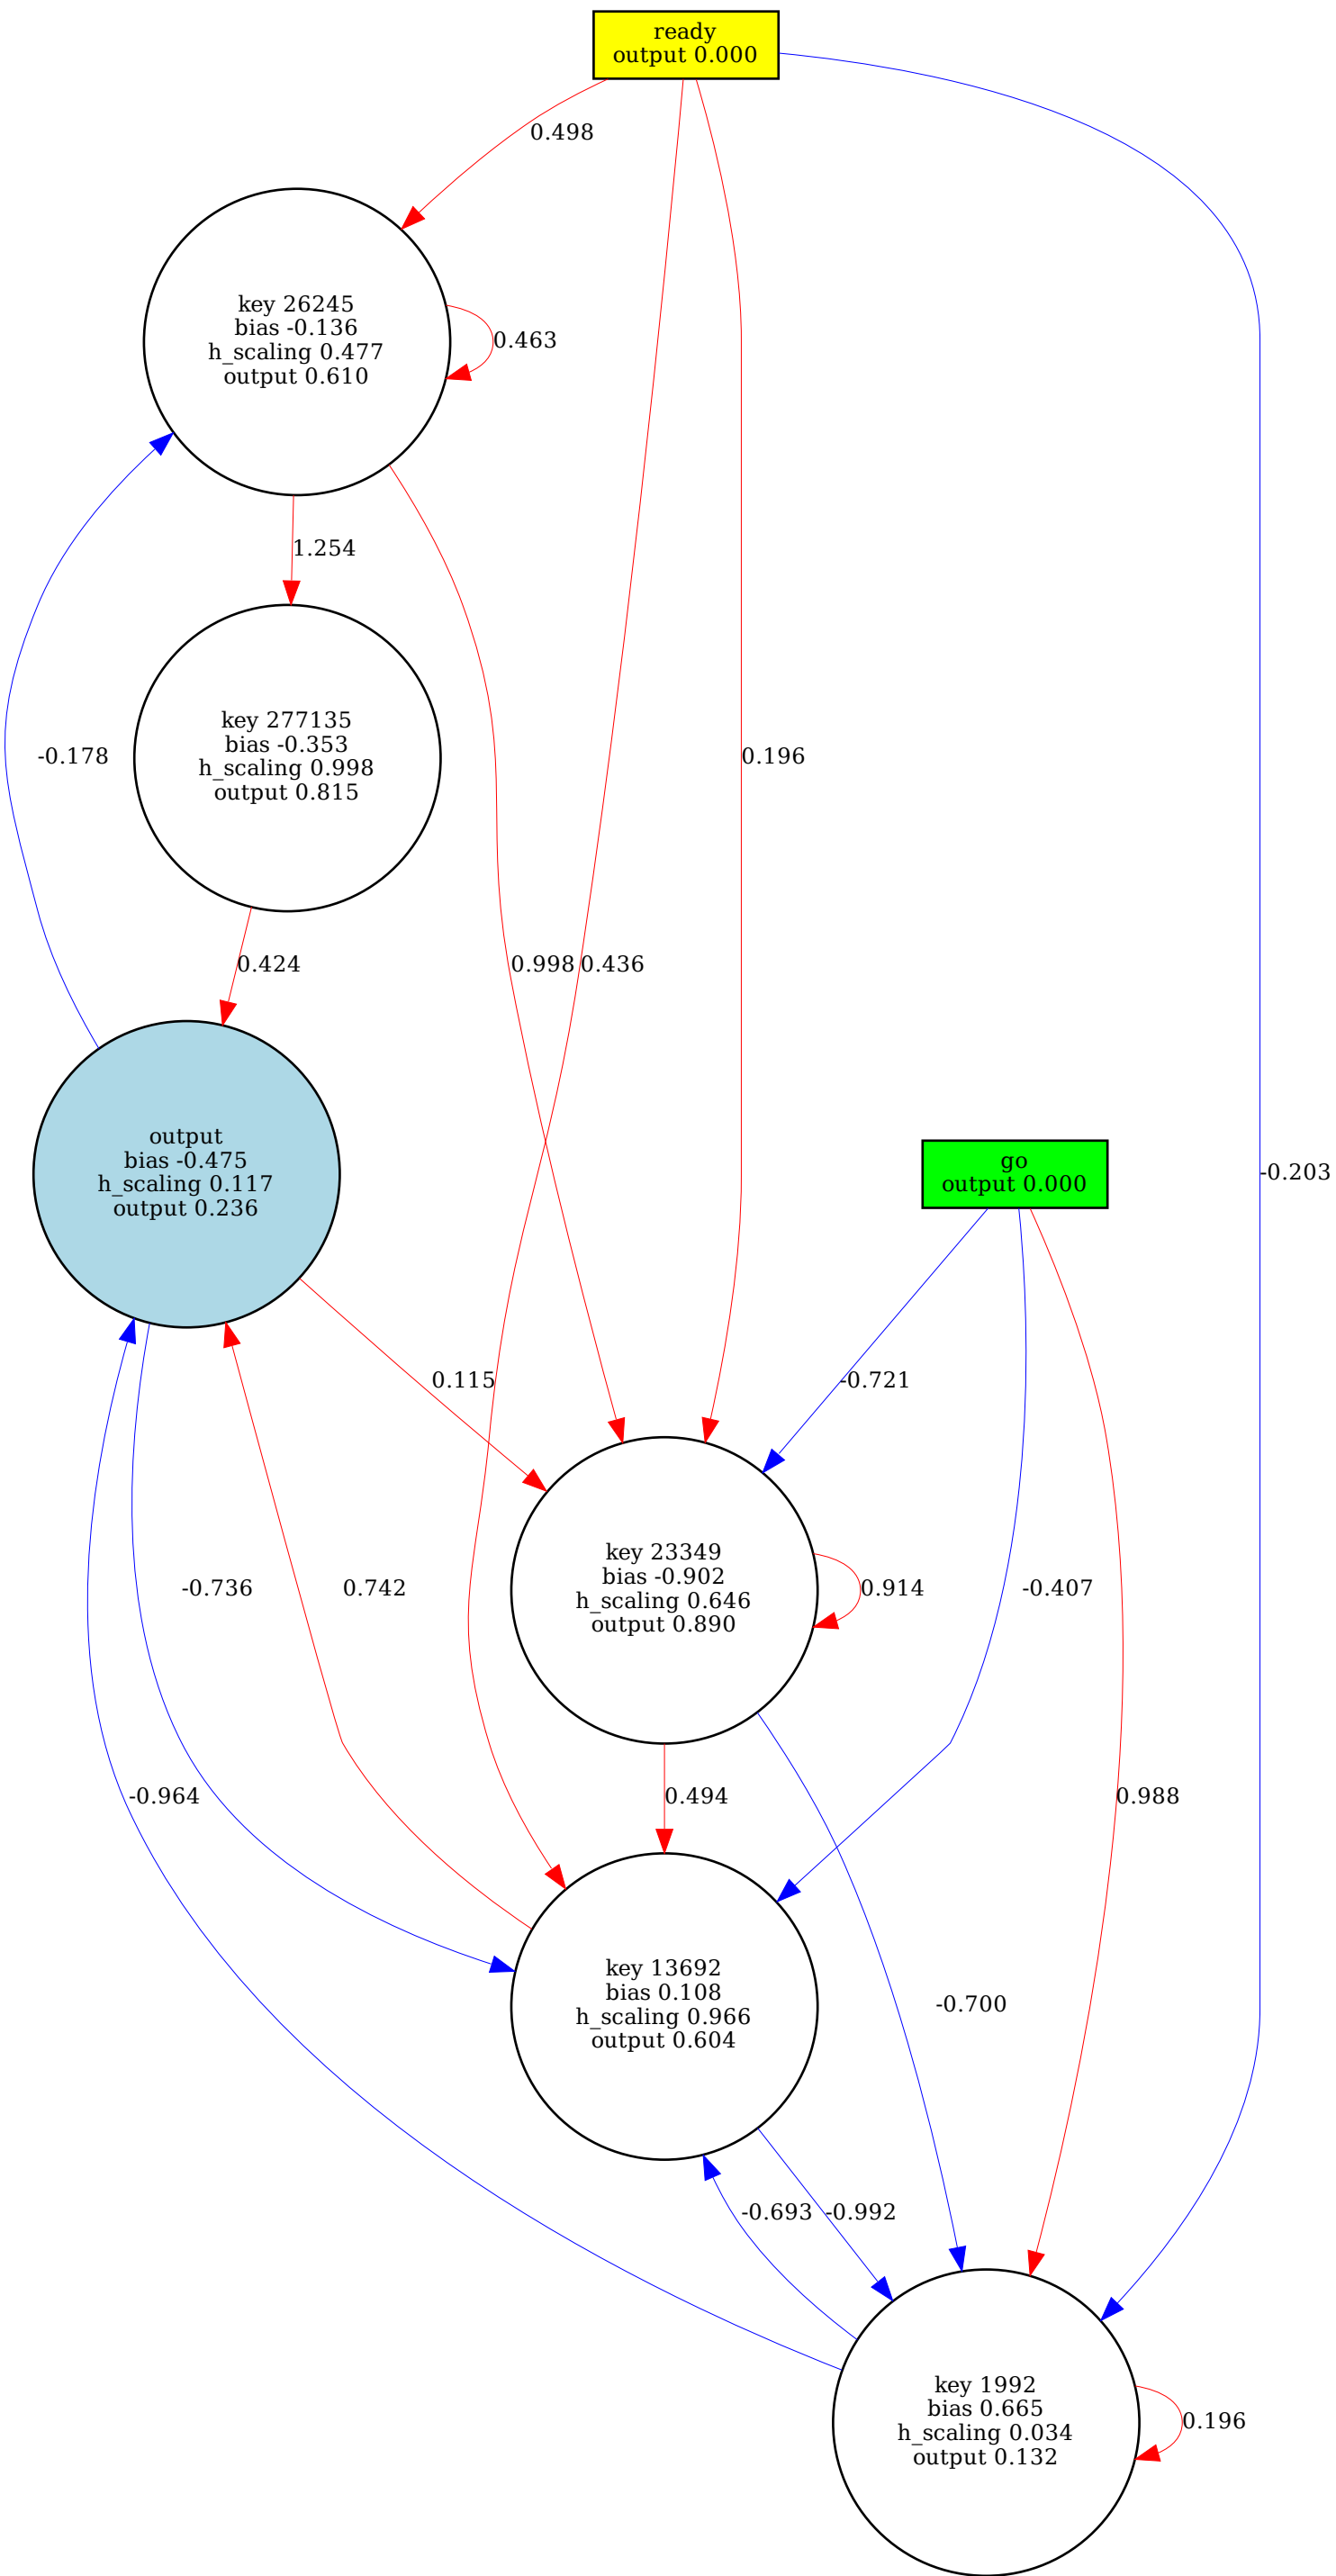 ready
output 0.000
0.498
key 26245
bias -0.136
h_scaling 0.477
output 0.610
0.463
1.254
key 277135
bias -0.353
h_scaling 0.998
output 0.815
-0.178
0.196
0.424
0.998
0.436
output
bias -0.475
h_scaling 0.117
output 0.236
go
output 0.000
-0.203
0.115
-0.721
key 23349
bias -0.902
h_scaling 0.646
output 0.890
-0.736
0.742
0.914
-0.407
-0.964
0.494
0.988
key 13692
bias 0.108
h_scaling 0.966
output 0.604
-0.700
-0.693
-0.992
key 1992
bias 0.665
h_scaling 0.034
output 0.132
0.196